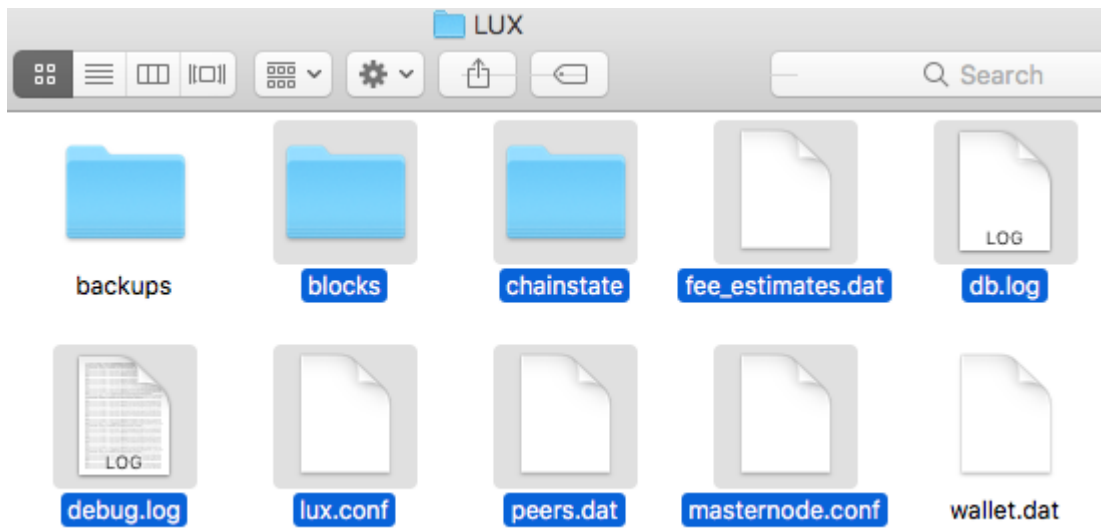 LUX
Search
backups blocks chainstate fee_estimates.dat db.log
LOG
debug.log lux.conf peers.dat masternode.conf wallet.dat
LOG